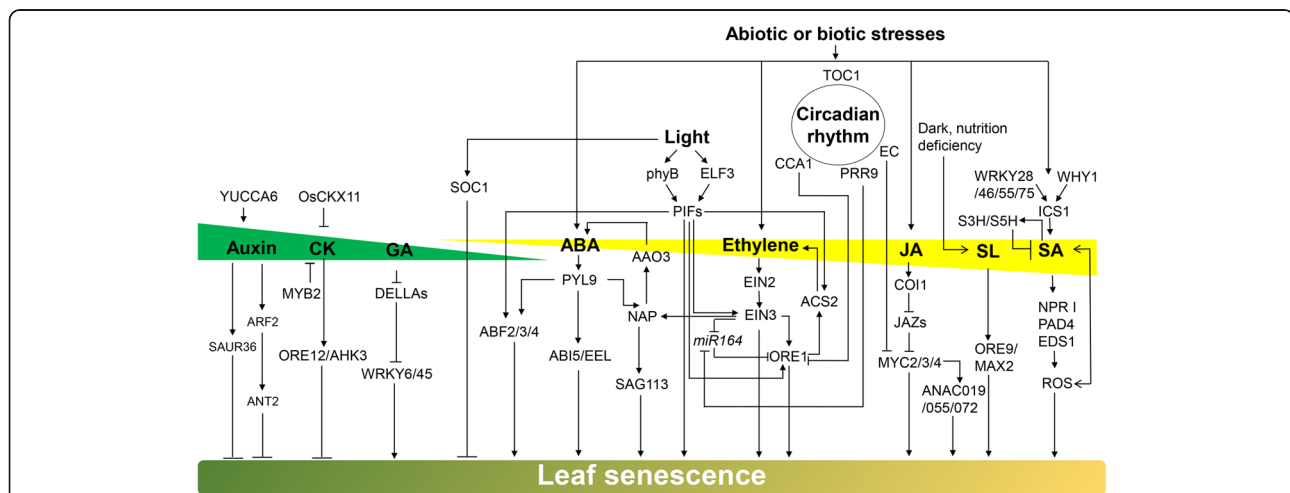 Abiotic or biotic stresses
TOC1
Circadian
rhythm
Light
Dark, nutrition
deficiency
EC
CCA1
PRR9
phyB
ELF3
SOC1
WRKY28
/46/55/75
WHY1
YUCCA6
OsCKX11
PIFs
ICS1
S3H/S5H
Auxin
CK
GA
ABA
AAO3
Ethylene
JA
SL
SA
MYB2
DELLAs
PYL9
EIN2
ACS2
COI1
NPR I
PAD4
EDS1
ARF2
SAUR36
ABF2/3/4
NAP
EIN3
JAZs
miR164
ORE12/AHK3
WRKY6/45
ABI5/EEL
ORE1
MYC2/3/4
ORE9/
MAX2
SAG113
ANAC019
/055/072
ROS
ANT2
Leaf senescence